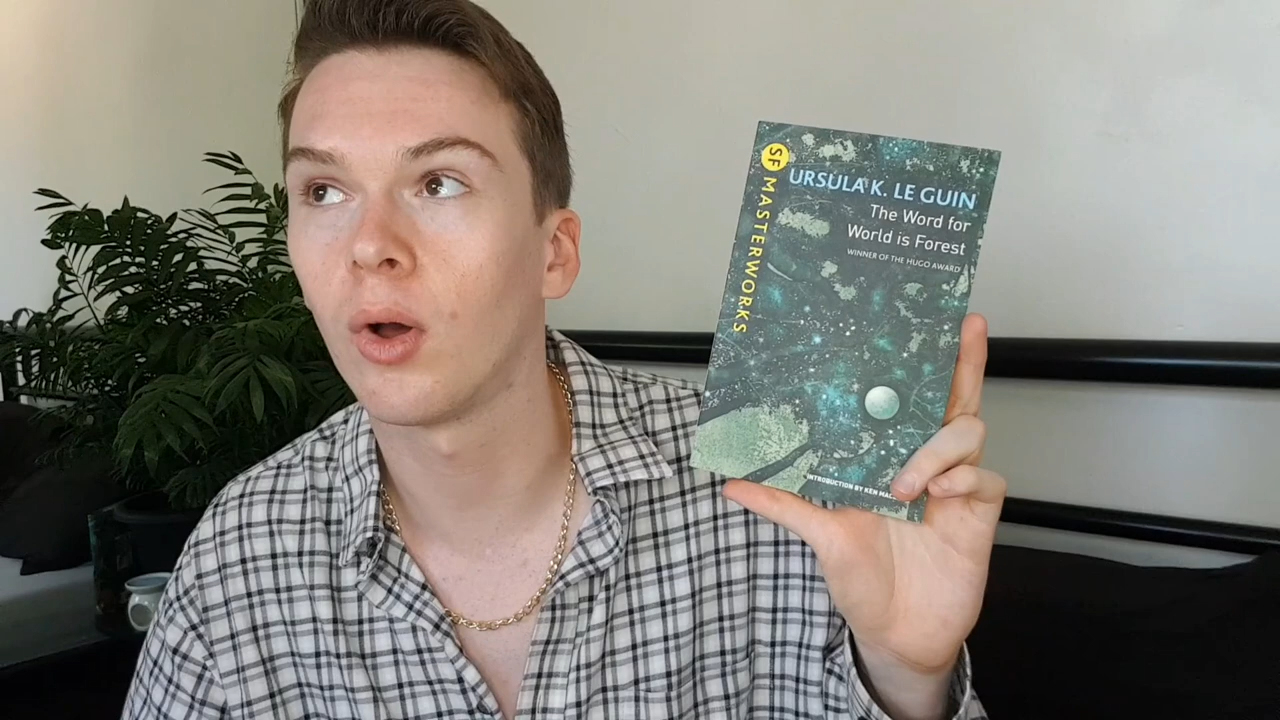 SF MASTERWORKS
URSULA K. LE GUIN
The Word for
World is Forest
WINNER OF THE HUGO AWARD
INTRODUCTION BY KEN